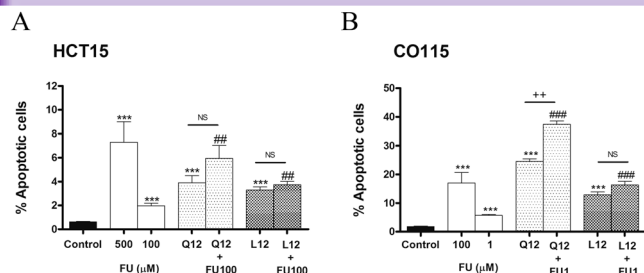 A
HCT15
% Apoptotic cells
12
10
8
6
4
2
0
***
***
NS
***
##
NS
***
##
Control
500
100
Q12
Q12
+
FU100
L12
L12
+
FU100
FU (µM)
B
CO115
% Apoptotic cells
50
40
30
20
10
0
***
***
++
***
###
NS
***
###
Control
100
1
Q12
Q12
+
FU1
L12
L12
+
FU1
FU (µM)